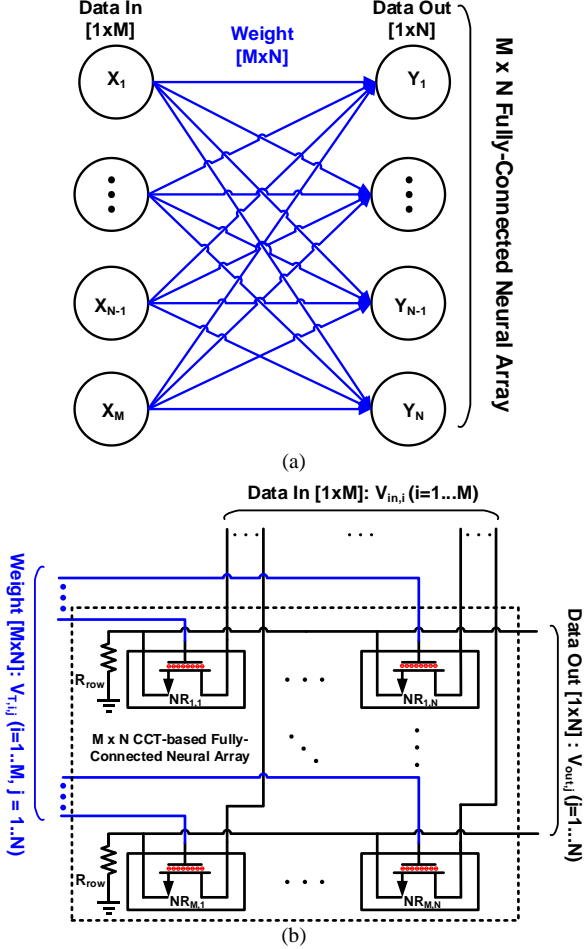 Data In
[1xM]
Weight
[MxN]
Data Out
[1xN]
X1
Y1
XN-1
YN-1
XM
YN
M x N Fully-Connected Neural Array
(a)
Data In [1xM]: Vin,i (i=1...M)
Weight [MxN]: VT,i,j (i=1..M, j = 1..N)
Data Out [1xN] : Vout,j (j=1...N)
Rrow
NR1,1
NR1,N
M x N CCT-based Fully-
Connected Neural Array
Rrow
NRM,1
NRM,N
(b)